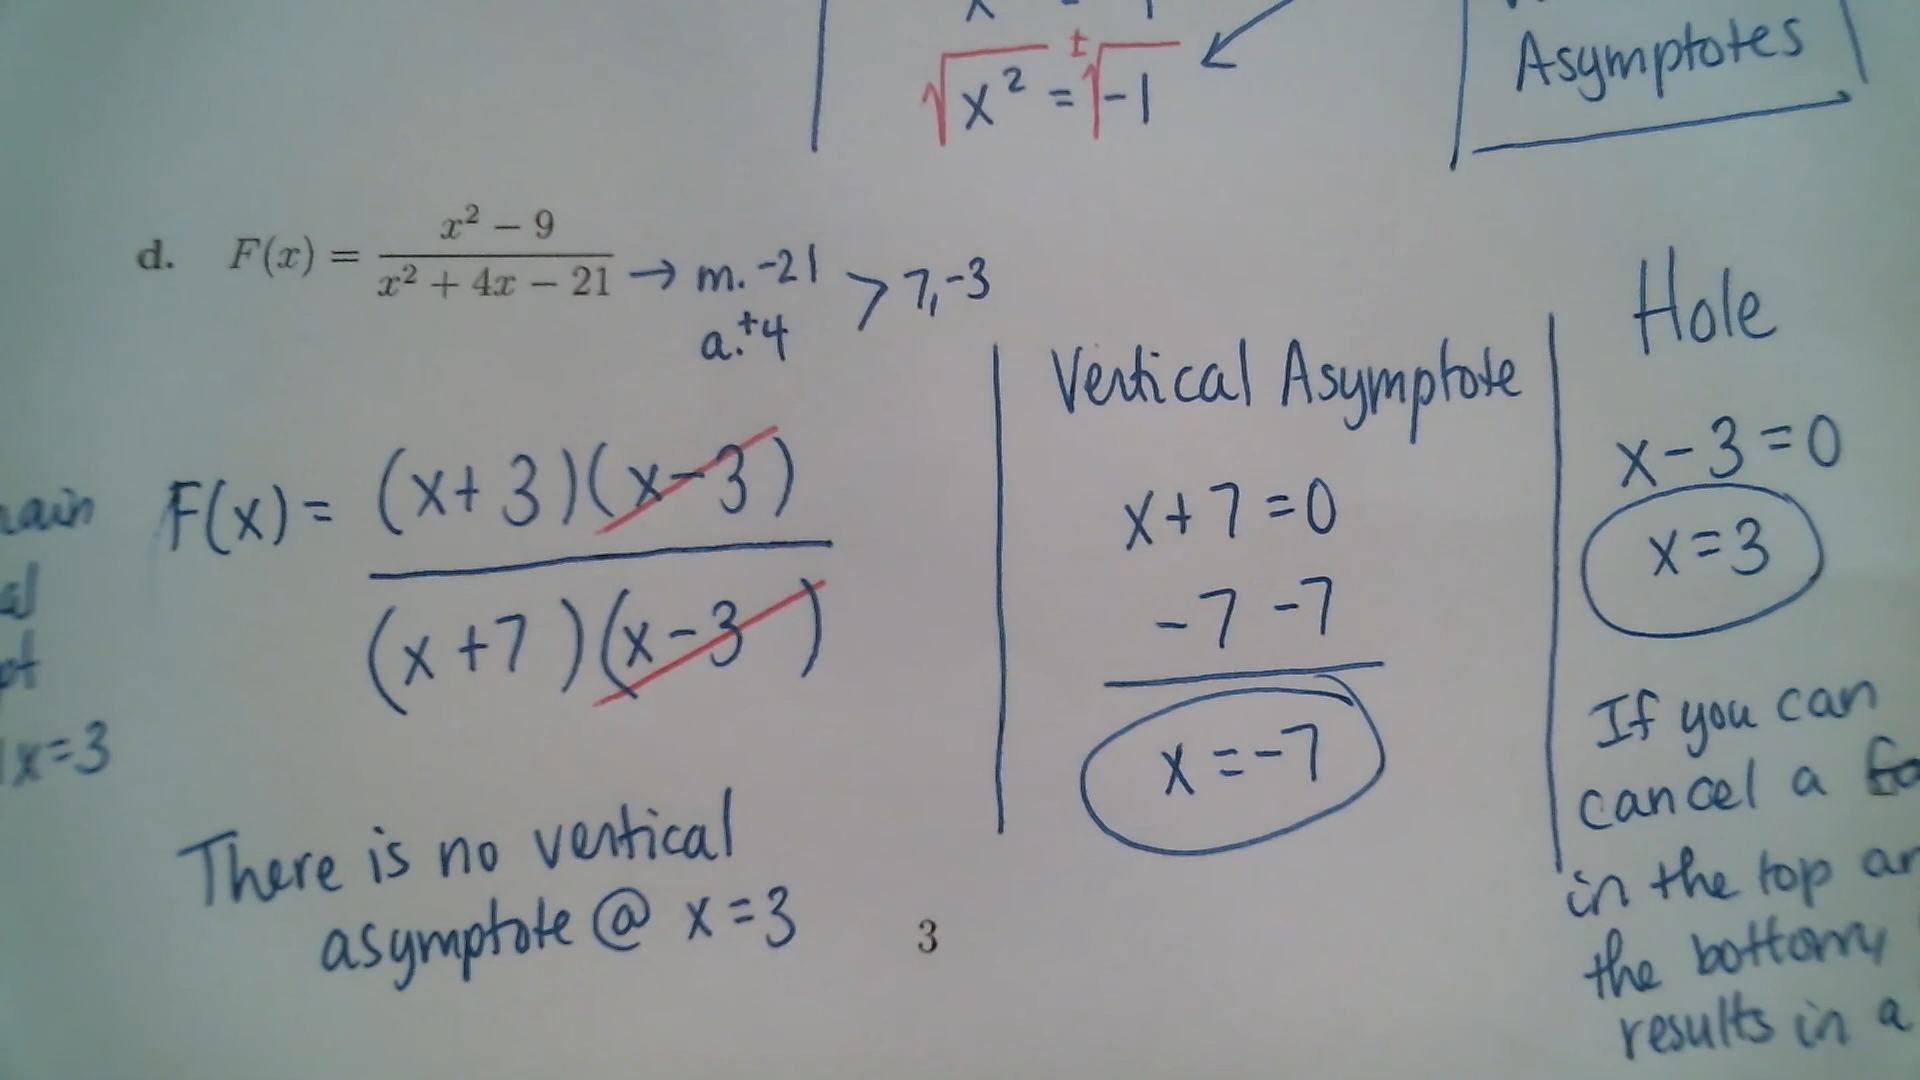 √x² = ±√-1
Asymptotes
d. F(x) = (x² − 9)/(x² + 4x − 21) → m. -21 > 7, -3
a. +4
Hole
Vertical Asymptote
x-3=0
F(x) = (x+3)(x-3)
(x+7)(x-3)
x+7=0
x=3
-7 -7
x=-7
x=3
If you can
cancel a
in the top
the bottom,
results in a
There is no vertical
asymptote @ x=3
3